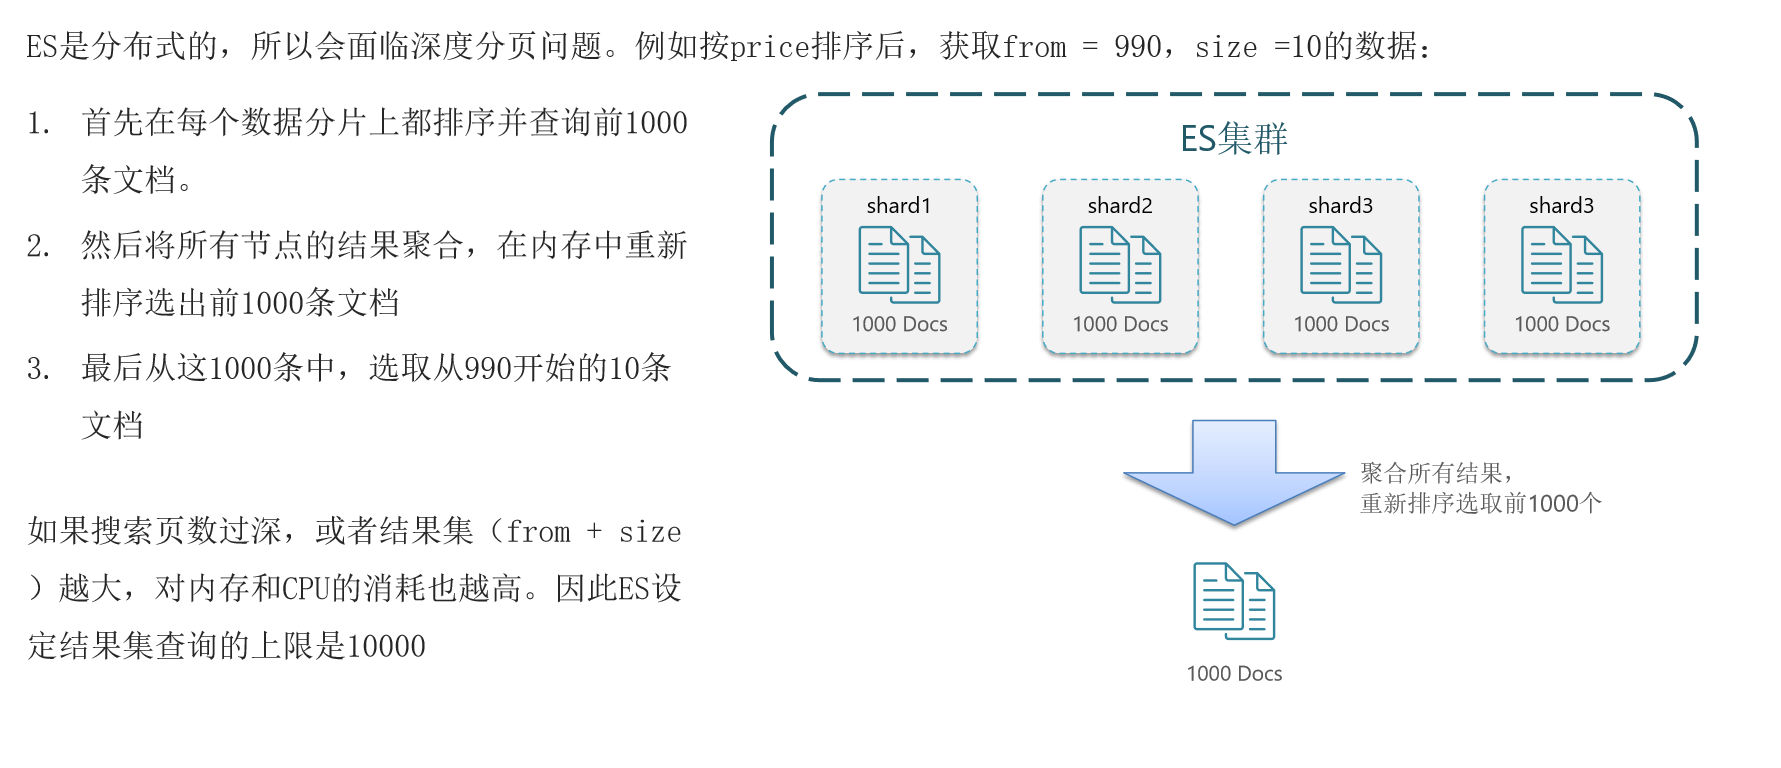 ES是分布式的，所以会面临深度分页问题。例如按price排序后，获取from = 990，size =10的数据：
1. 首先在每个数据分片上都排序并查询前1000
条文档。
2. 然后将所有节点的结果聚合，在内存中重新
排序选出前1000条文档
3. 最后从这1000条中，选取从990开始的10条
文档
如果搜索页数过深，或者结果集（from + size
）越大，对内存和CPU的消耗也越高。因此ES设
定结果集查询的上限是10000
ES集群
shard1
1000 Docs
shard2
1000 Docs
shard3
1000 Docs
shard3
1000 Docs
聚合所有结果，
重新排序选取前1000个
1000 Docs